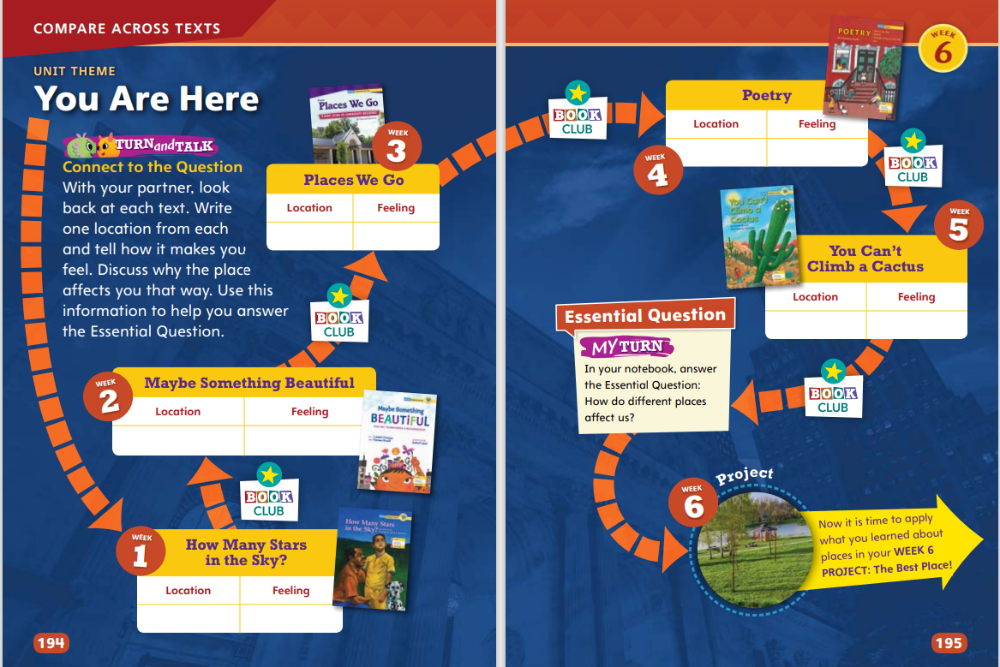 COMPARE ACROSS TEXTS
UNIT THEME
You Are Here
TURN and TALK
Connect to the Question
With your partner, look
back at each text. Write
one location from each
and tell how it makes you
feel. Discuss why the place
affects you that way. Use this
information to help you answer
the Essential Question.
WEEK
1
How Many Stars
in the Sky?
Location Feeling
How Many Stars
in the Sky?
BOOK
CLUB
WEEK
2
Maybe Something Beautiful
Location Feeling
Maybe Something
BEAUTIFUL
BOOK
CLUB
Places We Go
WEEK
3
Places We Go
Location Feeling
194
WEEK
6
BOOK
CLUB
POETRY
Poetry
Location Feeling
WEEK
4
BOOK
CLUB
You Can't
Climb a
Cactus
WEEK
5
You Can't
Climb a Cactus
Location Feeling
BOOK
CLUB
Essential Question
MY TURN
In your notebook, answer
the Essential Question:
How do different places
affect us?
WEEK
6
Project
Now it is time to apply
what you learned about
places in your WEEK 6
PROJECT: The Best Place!
195